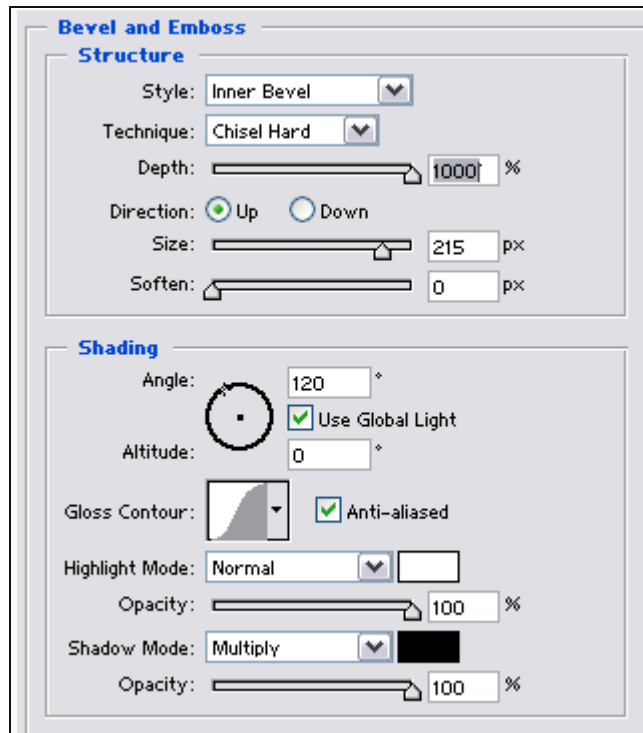 Bevel and Emboss
Structure
Style: Inner Bevel
Technique: Chisel Hard
Depth: 1000 %
Direction: Up Down
Size: 215 px
Soften: 0 px
Shading
Angle: 120 °
Use Global Light
Altitude: 0 °
Gloss Contour: Anti-aliased
Highlight Mode: Normal
Opacity: 100 %
Shadow Mode: Multiply
Opacity: 100 %